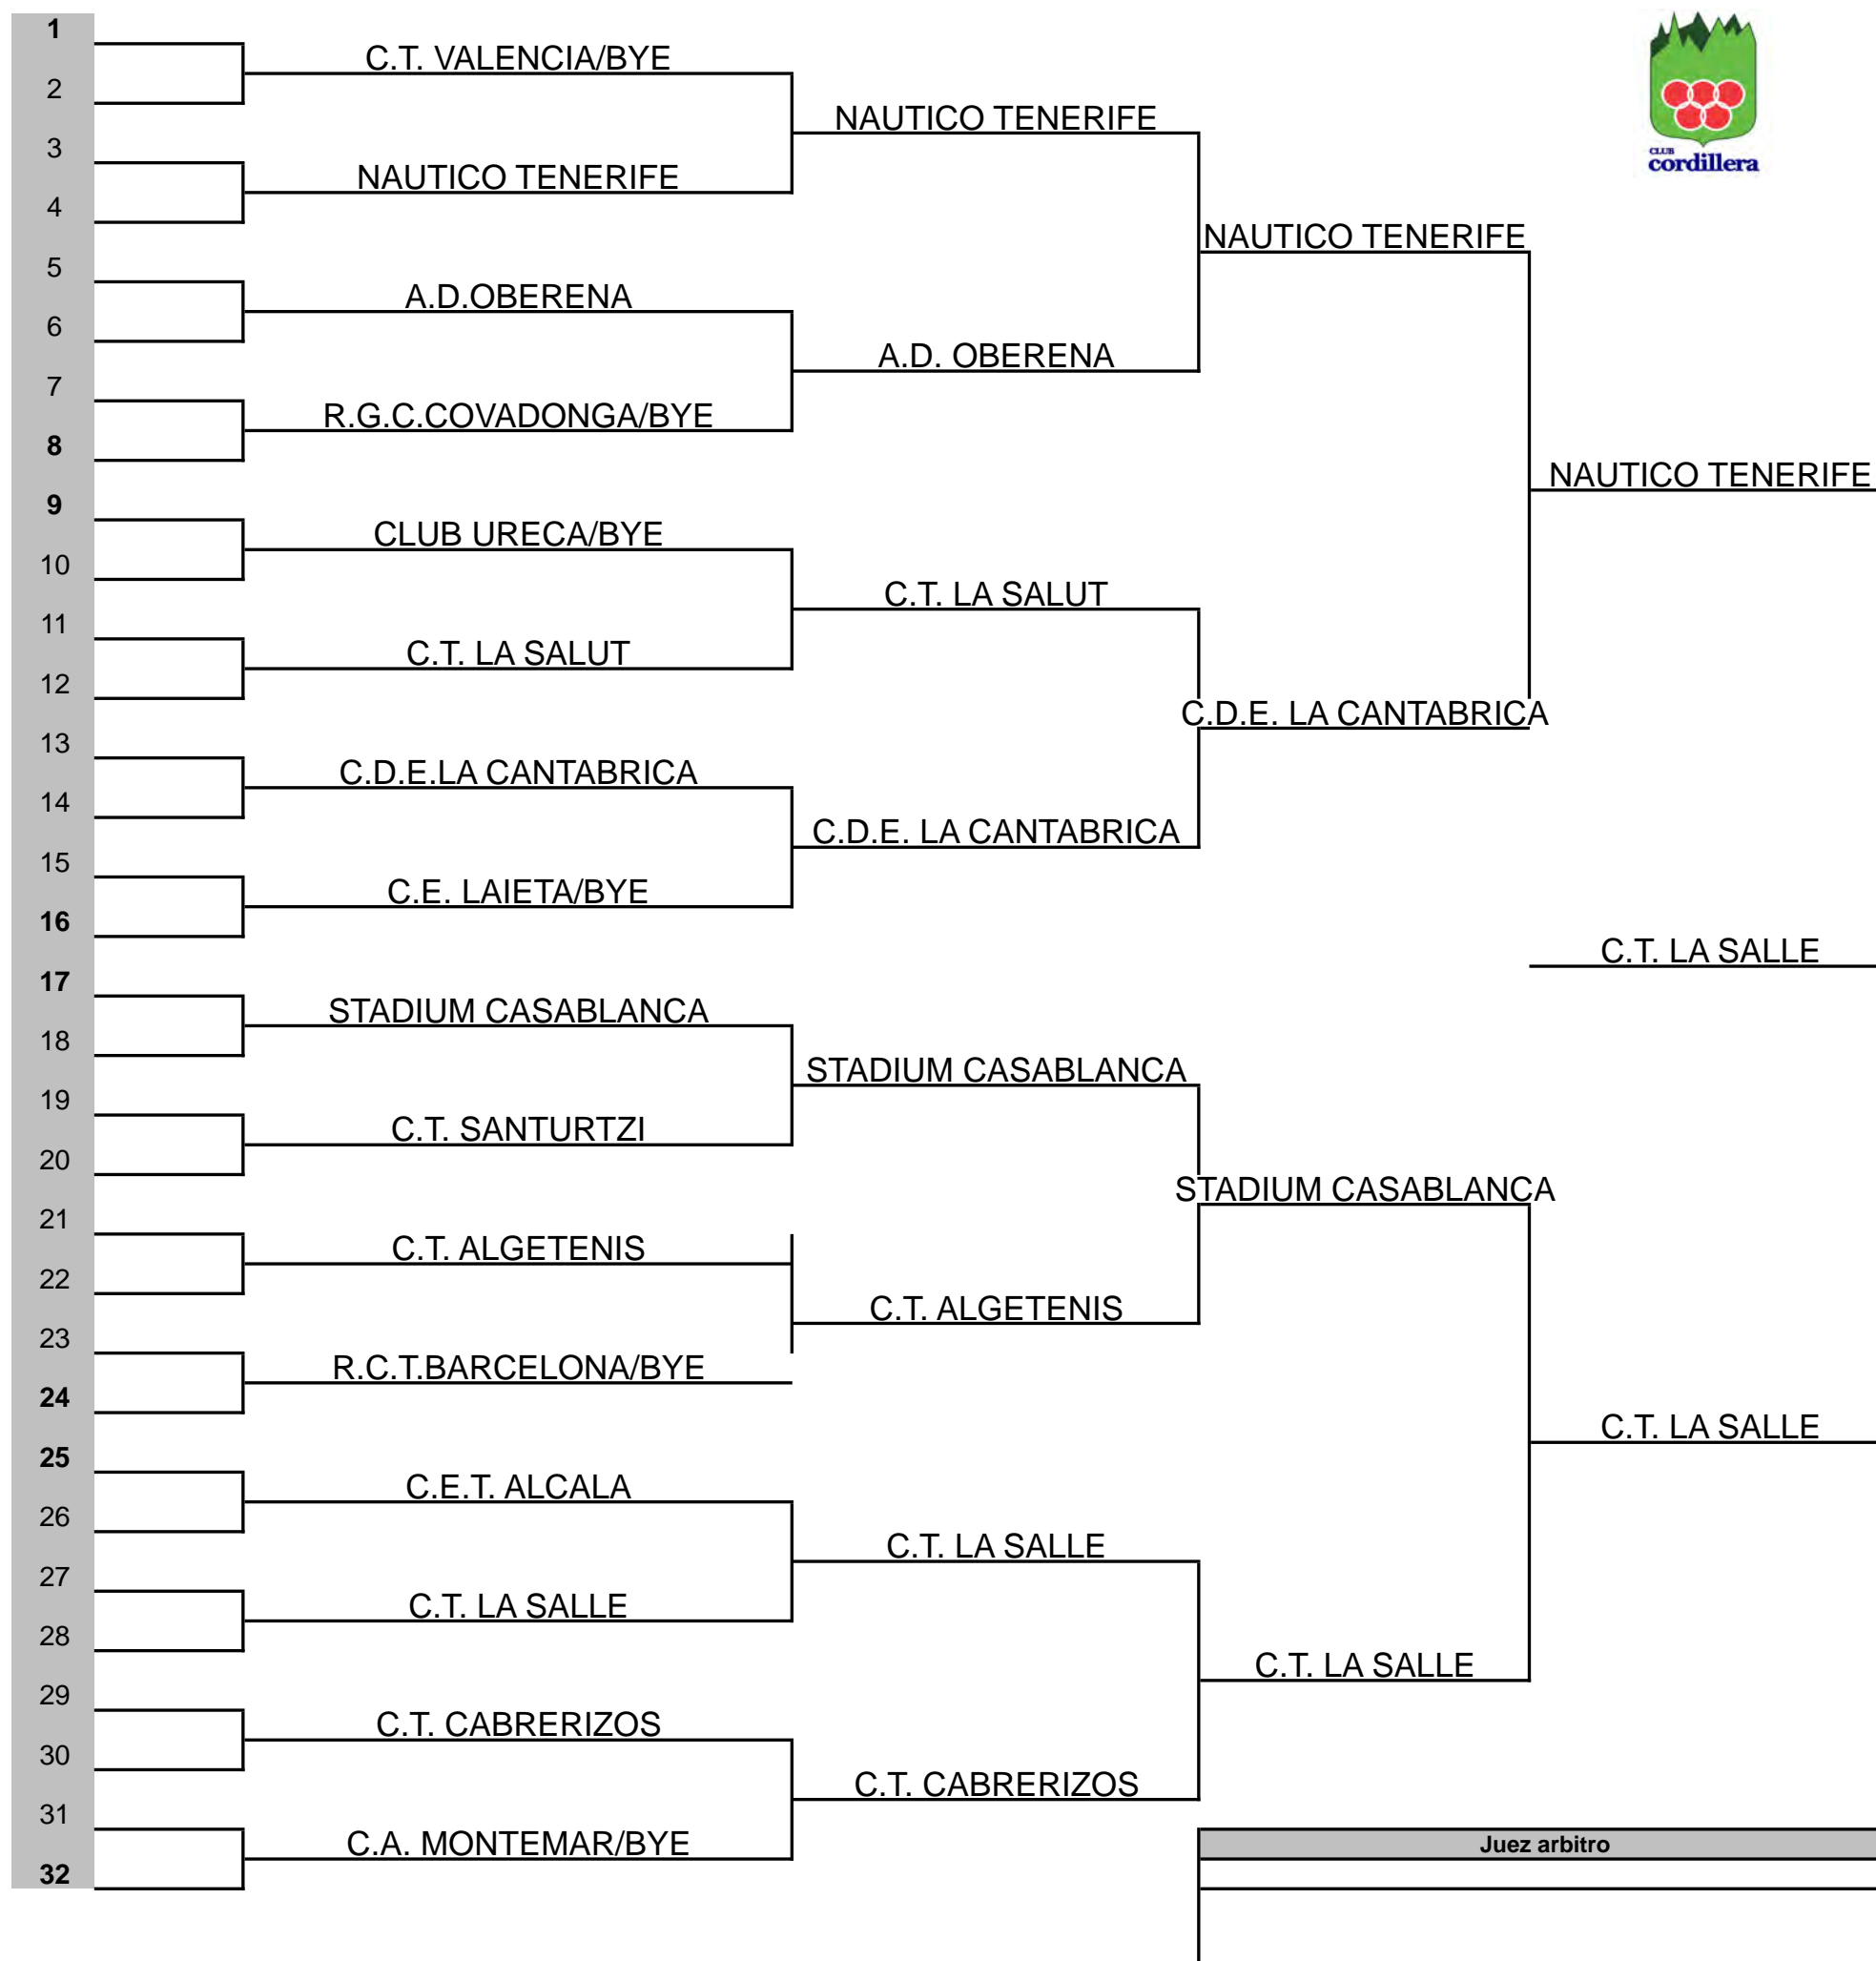 1
C.T. VALENCIA/BYE
2
NAUTICO TENERIFE
3
NAUTICO TENERIFE
4
NAUTICO TENERIFE
5
A.D.OBERENA
6
A.D. OBERENA
7
R.G.C.COVADONGA/BYE
8
NAUTICO TENERIFE
9
CLUB URECA/BYE
10
C.T. LA SALUT
11
C.T. LA SALUT
12
C.D.E. LA CANTABRICA
13
C.D.E.LA CANTABRICA
14
C.D.E. LA CANTABRICA
15
C.E. LAIETA/BYE
16
C.T. LA SALLE
17
STADIUM CASABLANCA
18
STADIUM CASABLANCA
19
C.T. SANTURTZI
20
STADIUM CASABLANCA
21
C.T. ALGETENIS
22
C.T. ALGETENIS
23
R.C.T.BARCELONA/BYE
24
C.T. LA SALLE
25
C.E.T. ALCALA
26
C.T. LA SALLE
27
C.T. LA SALLE
28
C.T. LA SALLE
29
C.T. CABRERIZOS
30
C.T. CABRERIZOS
31
C.A. MONTEMAR/BYE
32
CLUB
cordillera
Juez arbitro